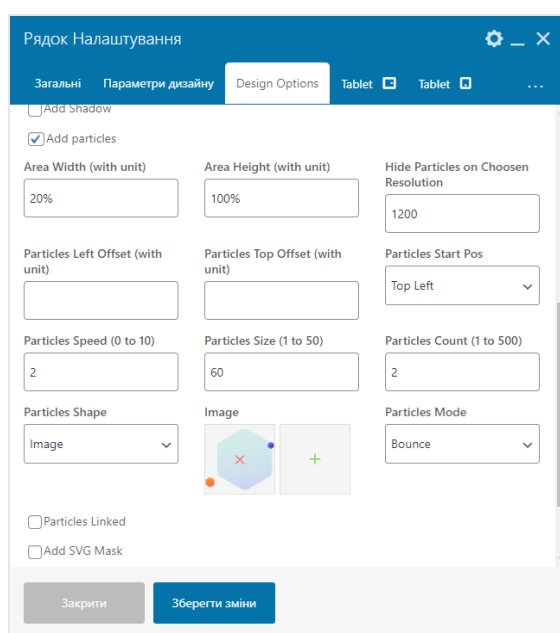 Рядок Налаштування
Загальні Параметри дизайну Design Options Tablet Tablet ...
Add Shadow
Add particles
Area Width (with unit) Area Height (with unit) Hide Particles on Choosen
Resolution
20% 100% 1200
Particles Left Offset (with
unit) Particles Top Offset (with
unit) Particles Start Pos
Top Left
Particles Speed (0 to 10) Particles Size (1 to 50) Particles Count (1 to 500)
2 60 2
Particles Shape Image Particles Mode
Image Bounce
Particles Linked
Add SVG Mask
Закрити Зберегти зміни